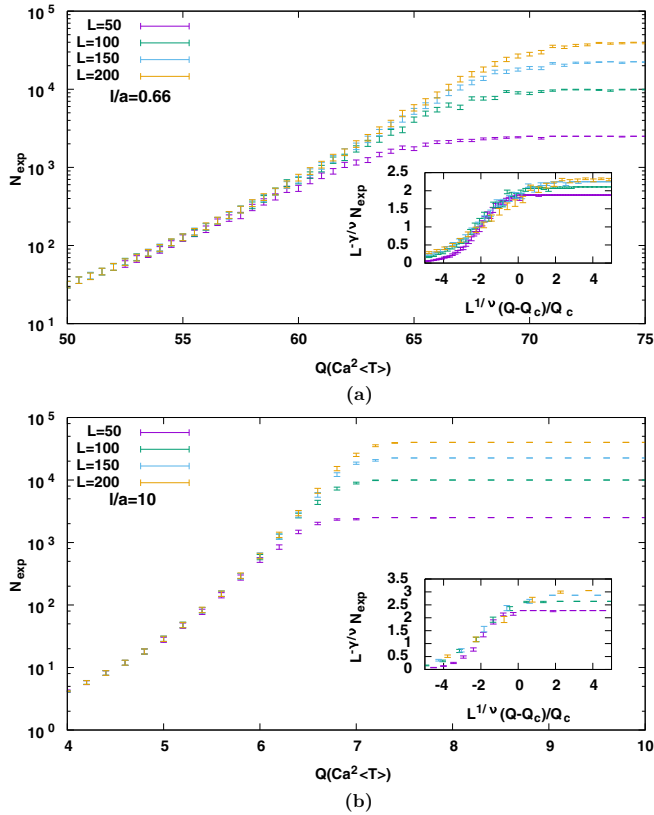 10^5
10^4
10^3
10^2
10^1
N_exp
L=50
L=100
L=150
L=200
l/a=0.66
2.5
2
1.5
1
0.5
0
L^-γ/ν N_exp
-4 -2 0 2 4
L^1/ν (Q-Q_c)/Q_c
50 55 60 65 70 75
Q(Ca^2<T>)
(a)
10^5
10^4
10^3
10^2
10^1
10^0
N_exp
L=50
L=100
L=150
L=200
l/a=10
3.5
3
2.5
2
1.5
1
0.5
0
L^-γ/ν N_exp
-4 -2 0 2 4
L^1/ν (Q-Q_c)/Q_c
4 5 6 7 8 9 10
Q(Ca^2<T>)
(b)